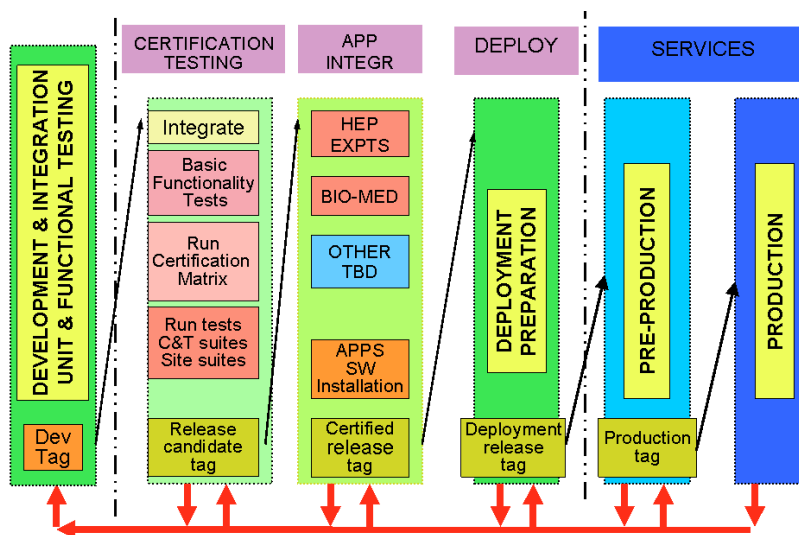 CERTIFICATION
TESTING
APP
INTEGR
DEPLOY
SERVICES
DEVELOPMENT & INTEGRATION
UNIT & FUNCTIONAL TESTING
Dev
Tag
Integrate
Basic
Functionality
Tests
Run
Certification
Matrix
Run tests
C&T suites
Site suites
Release
candidate
tag
HEP
EXPTS
BIO-MED
OTHER
TBD
APPS
SW
Installation
Certified
release
tag
DEPLOYMENT
PREPARATION
Deployment
release
tag
PRE-PRODUCTION
Production
tag
PRODUCTION